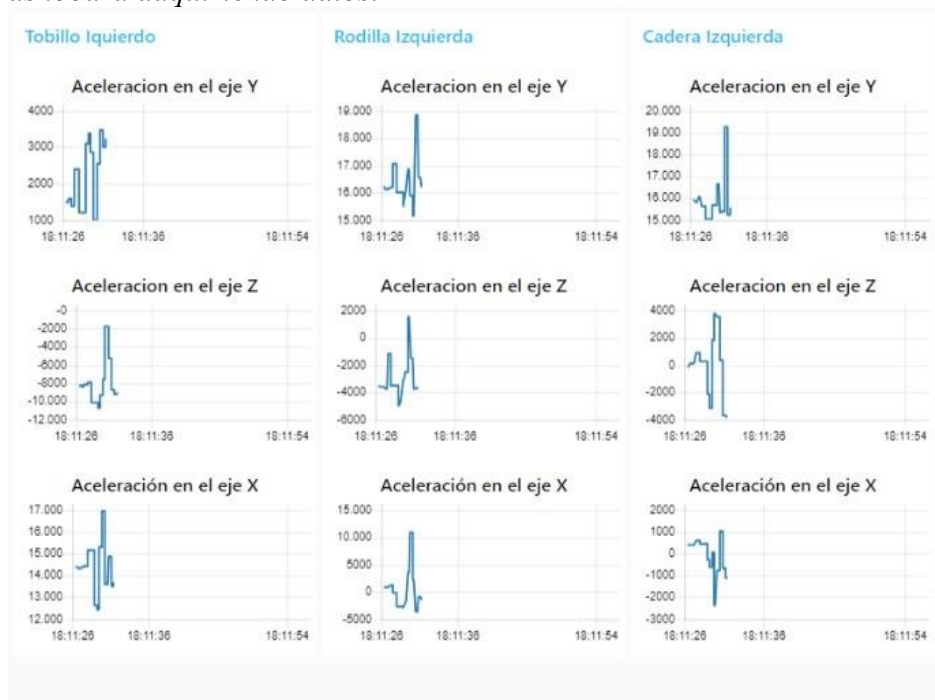 Tobillo Iquierdo
Rodilla Izquierda
Cadera Izquierda
Aceleracion en el eje Y
Aceleracion en el eje Y
Aceleracion en el eje Y
4000
3000
2000
1000
18:11:26 18:11:36 18:11:54
19.000
18.000
17.000
16.000
15.000
18:11:26 18:11:36 18:11:54
20.000
19.000
18.000
17.000
16.000
15.000
18:11:26 18:11:36 18:11:54
Aceleracion en el eje Z
Aceleracion en el eje Z
Aceleracion en el eje Z
-0
-2000
-4000
-6000
-8000
-10.000
-12.000
18:11:26 18:11:36 18:11:54
2000
0
-2000
-4000
-6000
18:11:26 18:11:36 18:11:54
4000
2000
0
-2000
-4000
18:11:26 18:11:36 18:11:54
Aceleración en el eje X
Aceleración en el eje X
Aceleración en el eje X
17.000
16.000
15.000
14.000
13.000
12.000
18:11:26 18:11:36 18:11:54
15.000
10.000
5000
0
-5000
18:11:26 18:11:36 18:11:54
2000
1000
0
-1000
-2000
-3000
18:11:26 18:11:36 18:11:54